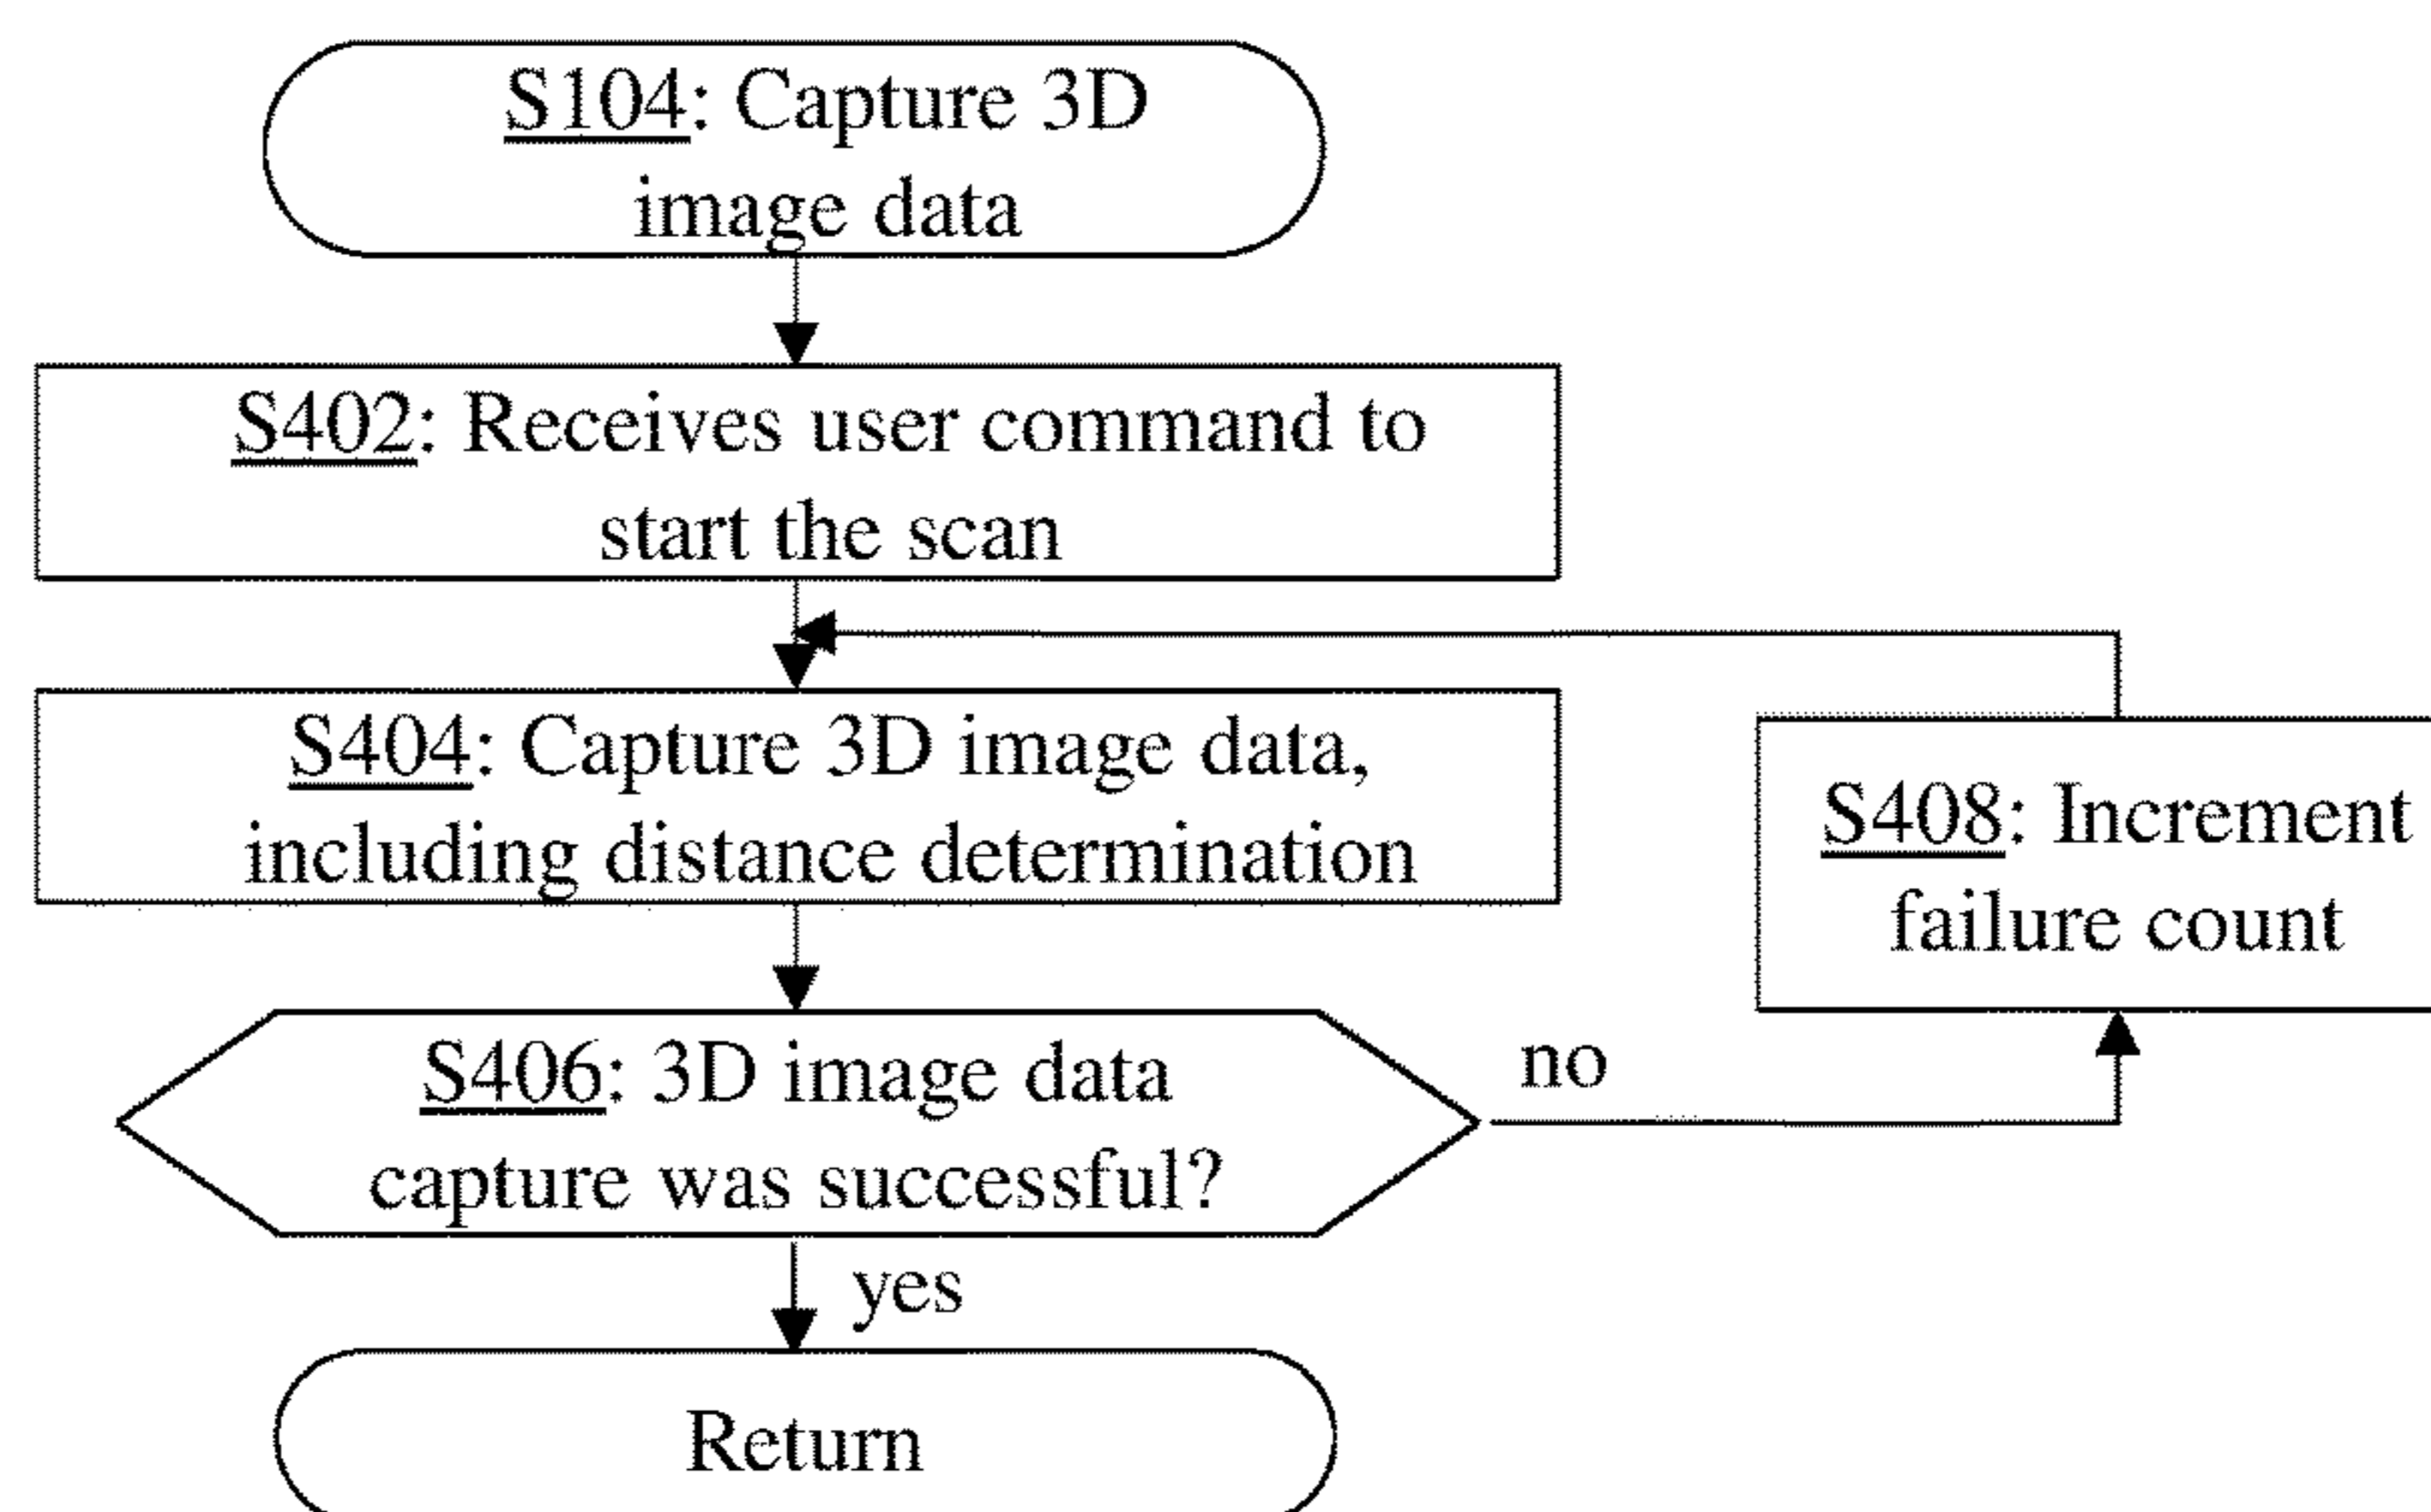 S104: Capture 3D
image data
S402: Receives user command to
start the scan
S404: Capture 3D image data,
including distance determination
S408: Increment
failure count
S406: 3D image data
capture was successful?
no
yes
Return